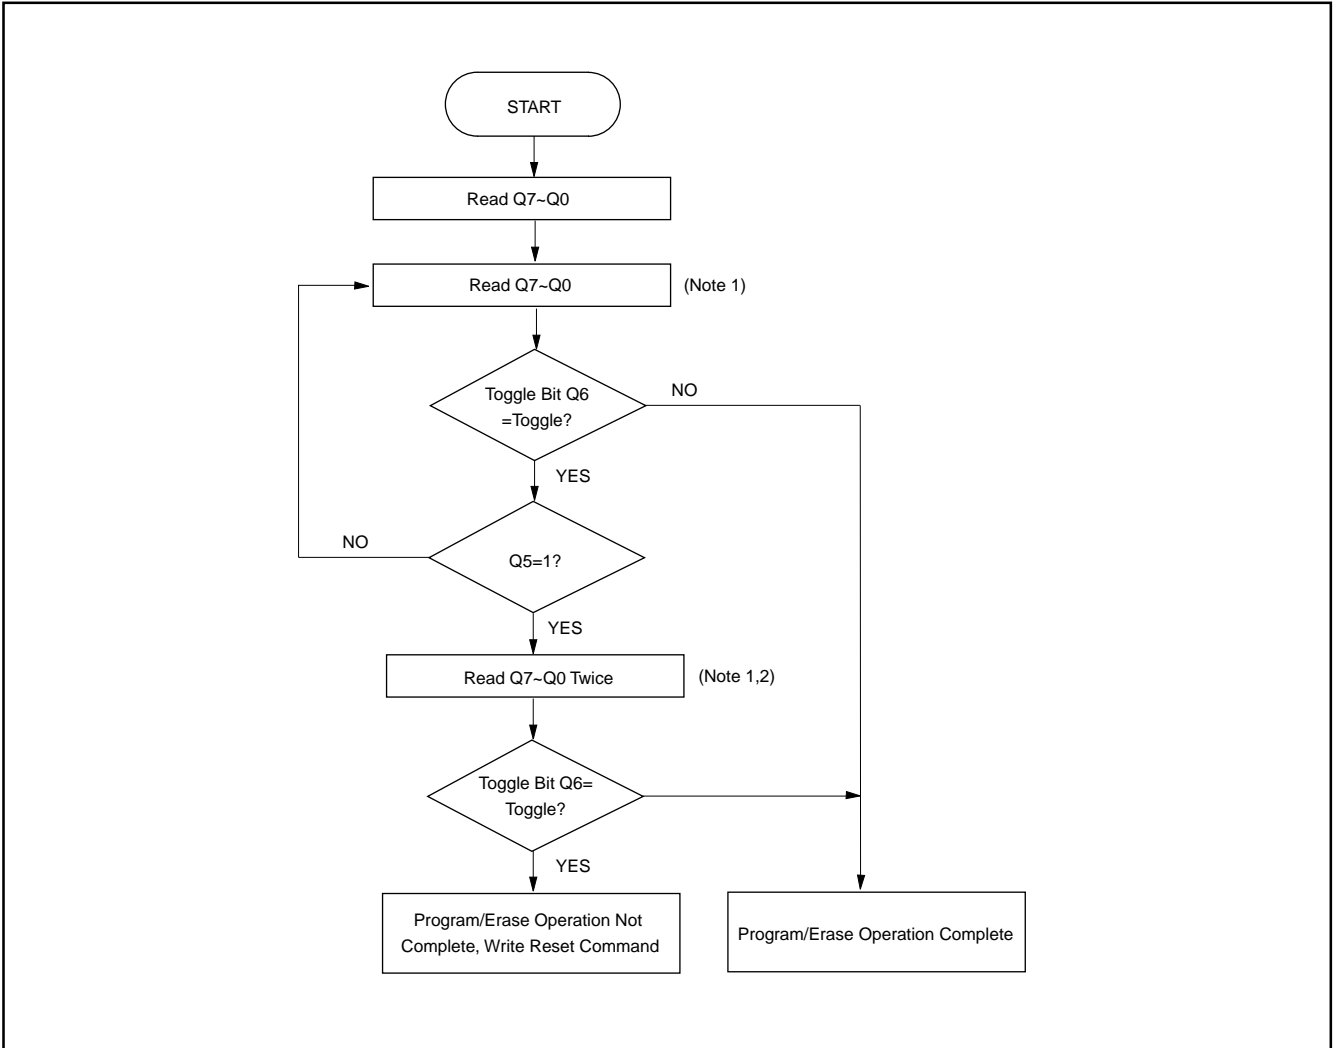 START
Read Q7~Q0
Read Q7~Q0
(Note 1)
Toggle Bit Q6
=Toggle?
NO
YES
NO
Q5=1?
YES
Read Q7~Q0 Twice
(Note 1,2)
Toggle Bit Q6=
Toggle?
YES
Program/Erase Operation Not
Complete, Write Reset Command
Program/Erase Operation Complete